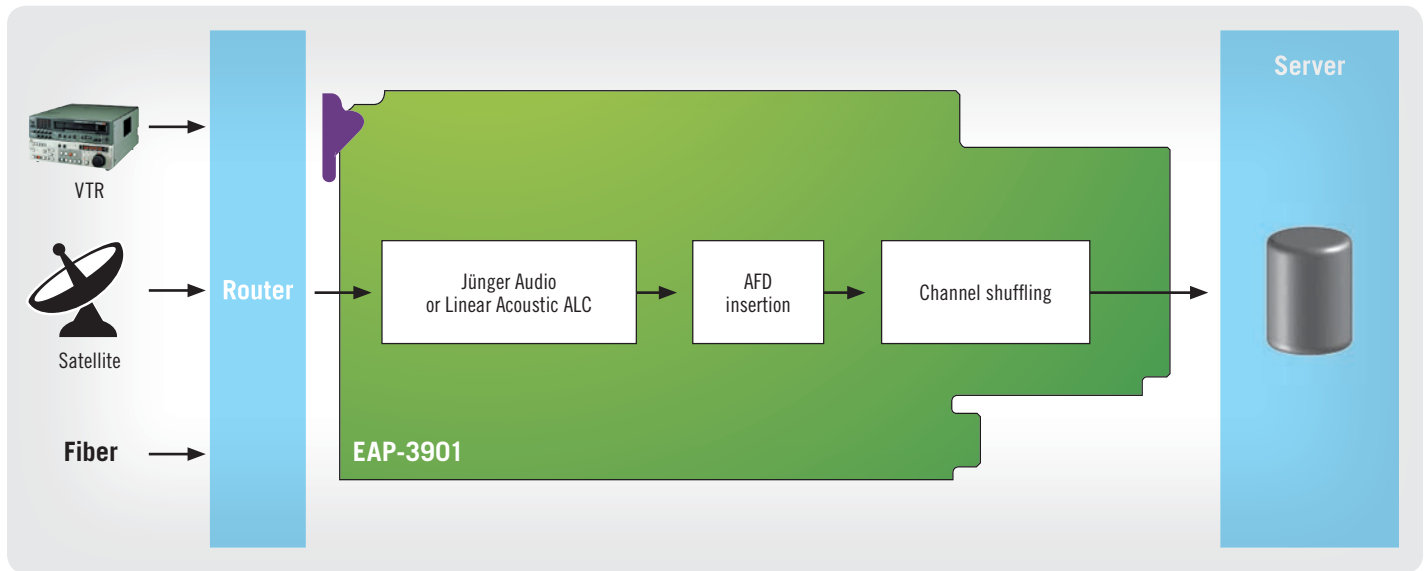 VTR
Satellite
Fiber
Router
Jünger Audio
or Linear Acoustic ALC
AFD
insertion
Channel shuffling
EAP-3901
Server